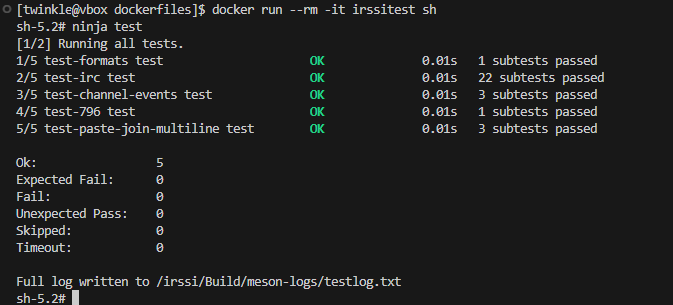 [twinkle@vbox dockerfiles]$ docker run --rm -it irssitest sh
sh-5.2# ninja test
[1/2] Running all tests.
1/5 test-formats test OK 0.01s 1 subtests passed
2/5 test-irc test OK 0.01s 22 subtests passed
3/5 test-channel-events test OK 0.01s 3 subtests passed
4/5 test-796 test OK 0.01s 1 subtests passed
5/5 test-paste-join-multiline test OK 0.01s 3 subtests passed
Ok: 5
Expected Fail: 0
Fail: 0
Unexpected Pass: 0
Skipped: 0
Timeout: 0
Full log written to /irssi/Build/meson-logs/testlog.txt
sh-5.2#